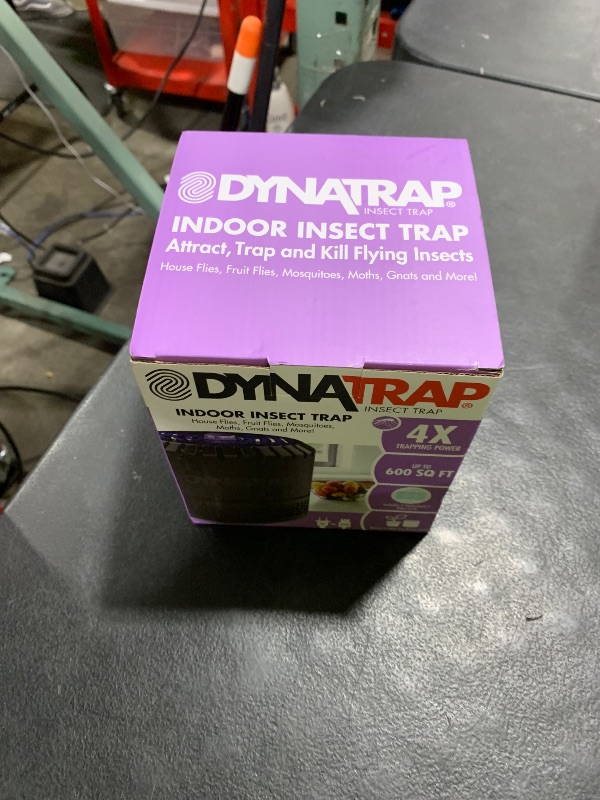 DYNATRAP®
INSECT TRAP
INDOOR INSECT TRAP
Attract, Trap and Kill Flying Insects
House Flies, Fruit Flies, Mosquitoes, Moths, Gnats and More!
DYNATRAP®
INSECT TRAP
INDOOR INSECT TRAP
House Flies, Fruit Flies, Mosquitoes,
Moths, Gnats and More!
4X
TRAPPING POWER
UP TO
600 SQ FT